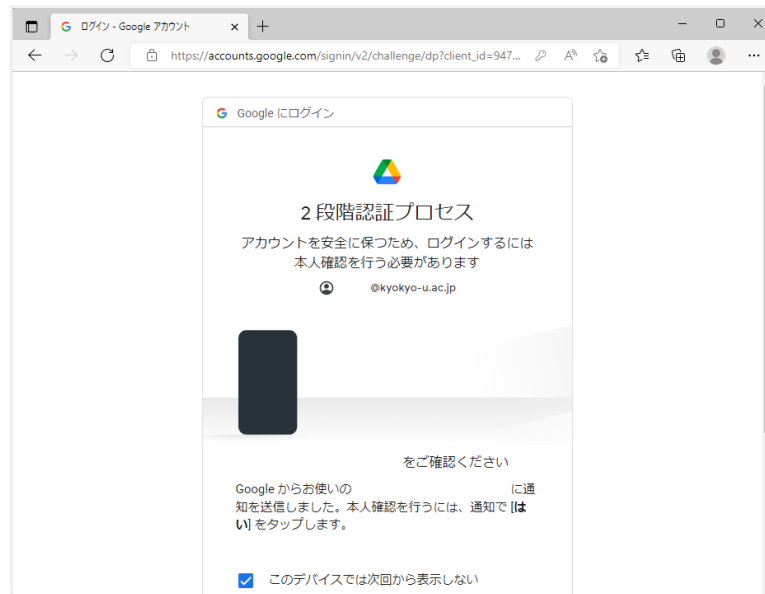 ログイン - Google アカウント
https://accounts.google.com/signin/v2/challenge/dp?client_id=947...
Google にログイン
2 段階認証プロセス
アカウントを安全に保つため、ログインするには
本人確認を行う必要があります
@kyokyo-u.ac.jp
をご確認ください
Google からお使いの に通
知を送信しました。本人確認を行うには、通知で [は
い] をタップします。
このデバイスでは次回から表示しない